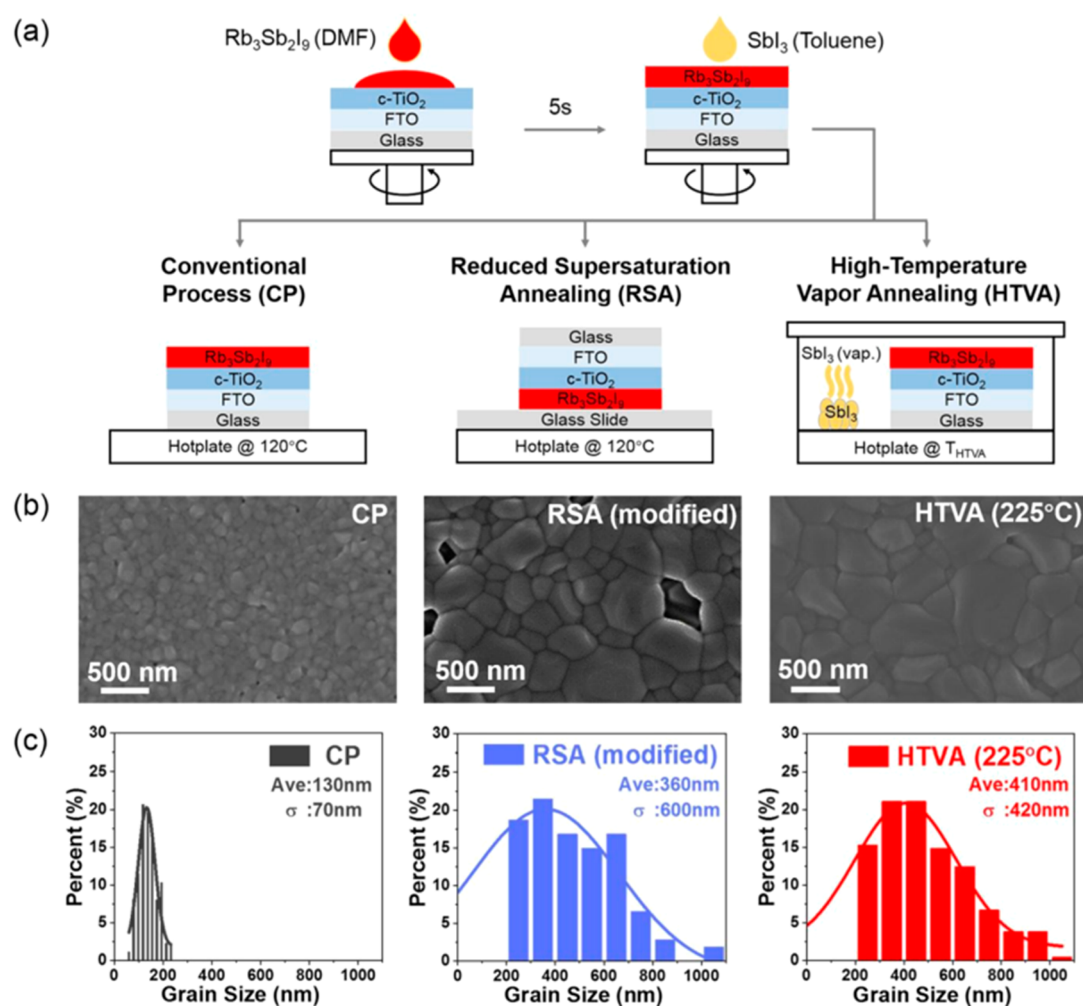 (a)
Rb₃Sb₂I₉ (DMF)
SbI₃ (Toluene)
c-TiO₂
FTO
Glass
5s
Rb₃Sb₂I₉
c-TiO₂
FTO
Glass
Conventional
Process (CP)
Reduced Supersaturation
Annealing (RSA)
High-Temperature
Vapor Annealing (HTVA)
Rb₃Sb₂I₉
c-TiO₂
FTO
Glass
Hotplate @ 120°C
Glass
FTO
c-TiO₂
Rb₃Sb₂I₉
Glass Slide
Hotplate @ 120°C
SbI₃ (vap.)
SbI₃
Rb₃Sb₂I₉
c-TiO₂
FTO
Glass
Hotplate @ T_HTVA
(b)
CP
500 nm
RSA (modified)
500 nm
HTVA (225°C)
500 nm
(c)
CP
Ave:130nm
σ :70nm
Percent (%)
30
25
20
15
10
5
0
0 200 400 600 800 1000
Grain Size (nm)
RSA (modified)
Ave:360nm
σ :600nm
Percent (%)
30
25
20
15
10
5
0
0 200 400 600 800 1000
Grain Size (nm)
HTVA (225°C)
Ave:410nm
σ :420nm
Percent (%)
30
25
20
15
10
5
0
0 200 400 600 800 1000
Grain Size (nm)